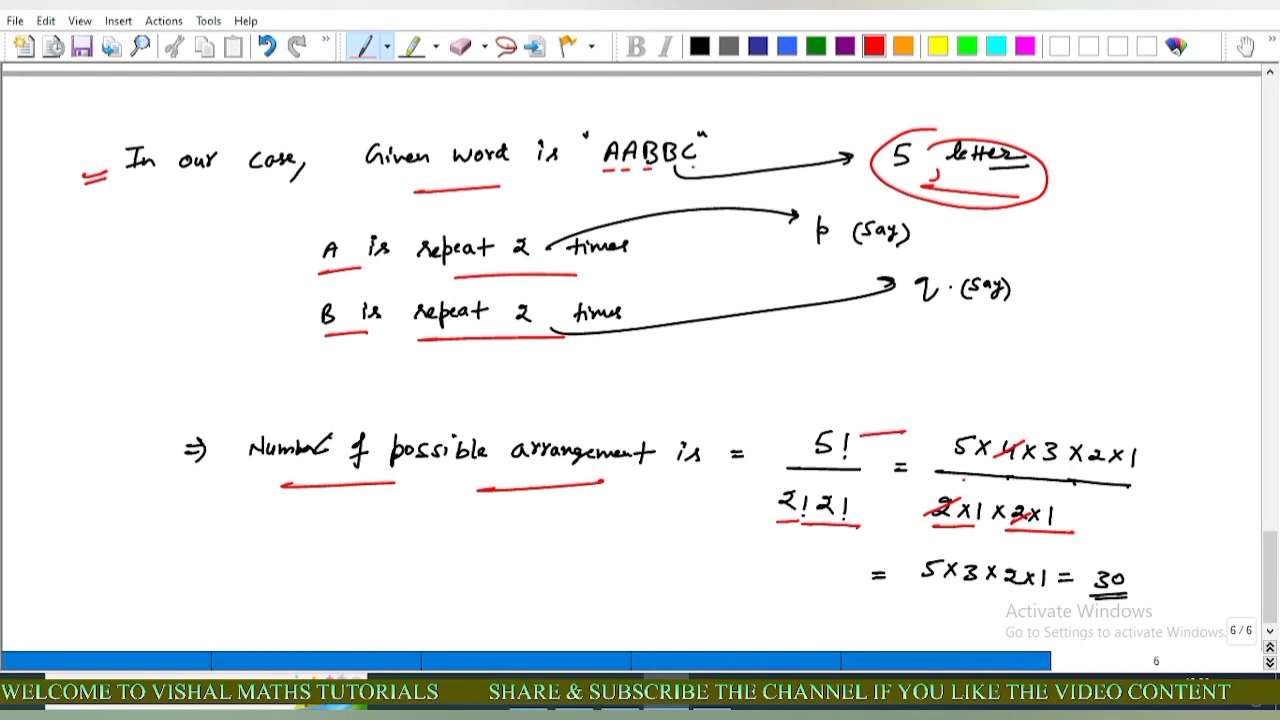 File Edit View Insert Actions Tools Help
In our case, Given word is "AABBC" 5 letter
A is repeat 2 times p (say)
B is repeat 2 times q. (say)
⇒ Number of possible arrangement is = 5! / 2! 2! = 5×4×3×2×1 / 2×1×2×1
= 5×3×2×1 = 30
Activate Windows
Go to Settings to activate Windows.
6 / 6
6
WELCOME TO VISHAL MATHS TUTORIALS SHARE & SUBSCRIBE THE CHANNEL IF YOU LIKE THE VIDEO CONTENT